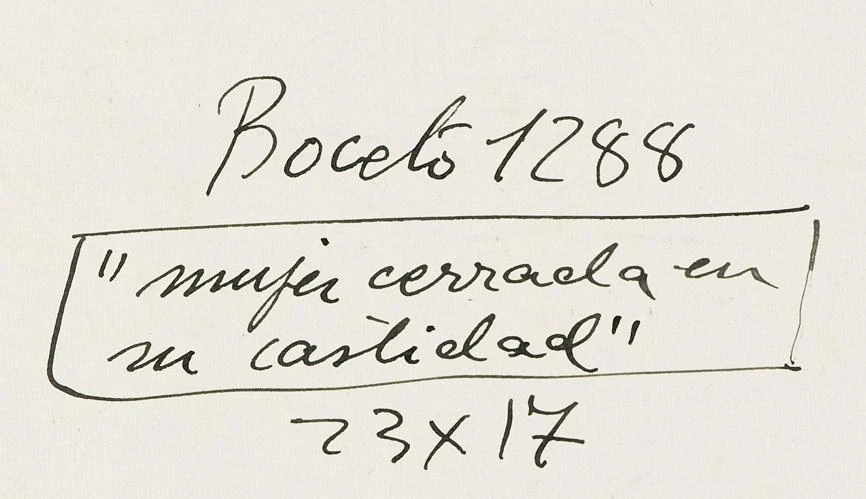 Boceto 1288
"mujer cerrada en
su castidad"
23x17